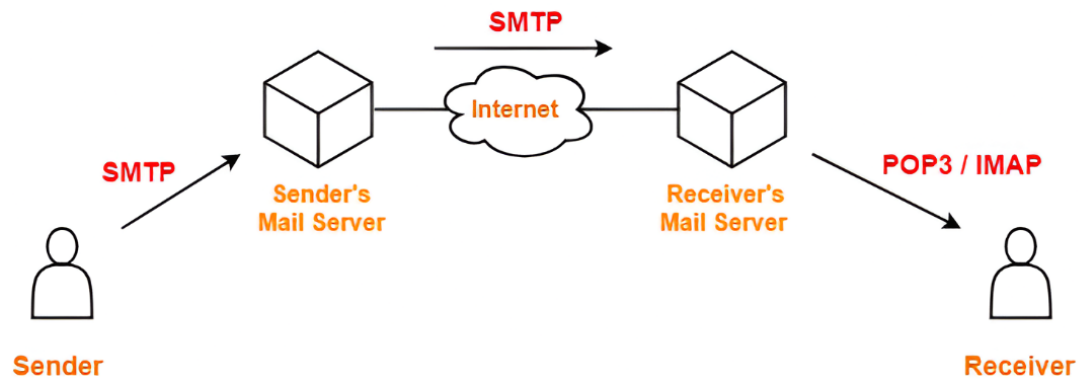 SMTP
Internet
SMTP
POP3 / IMAP
Sender's
Mail Server
Receiver's
Mail Server
Sender
Receiver